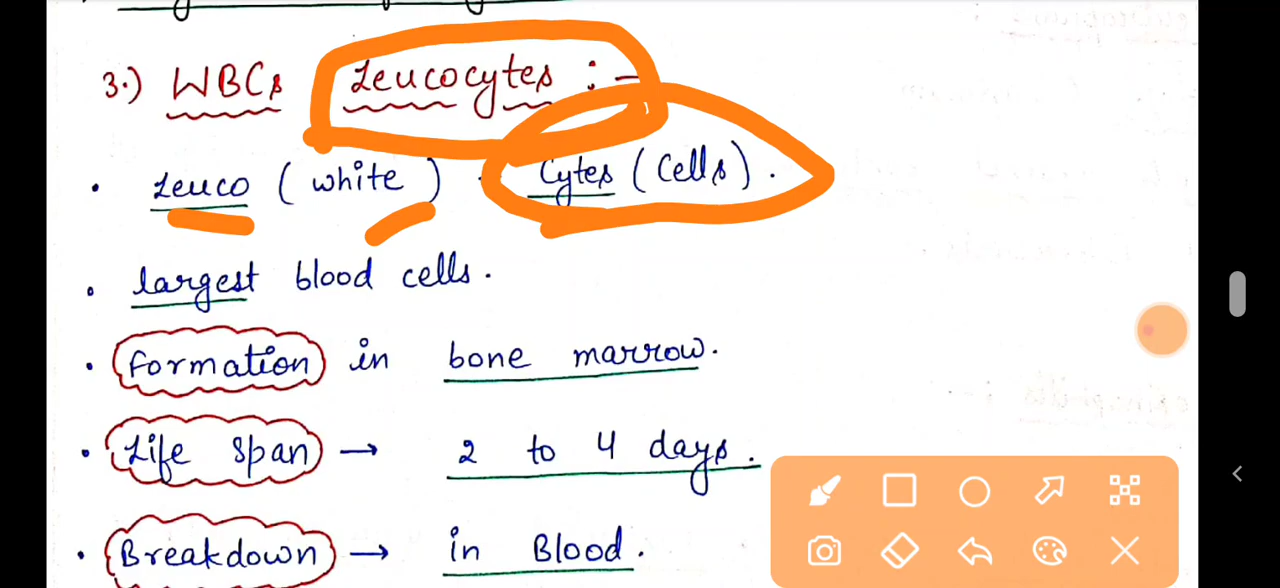 3.) WBCs Leucocytes :-
• Leuco (white) · Cytes (Cells).
• largest blood cells.
• formation in bone marrow.
• Life span → 2 to 4 days.
• Breakdown → in Blood.